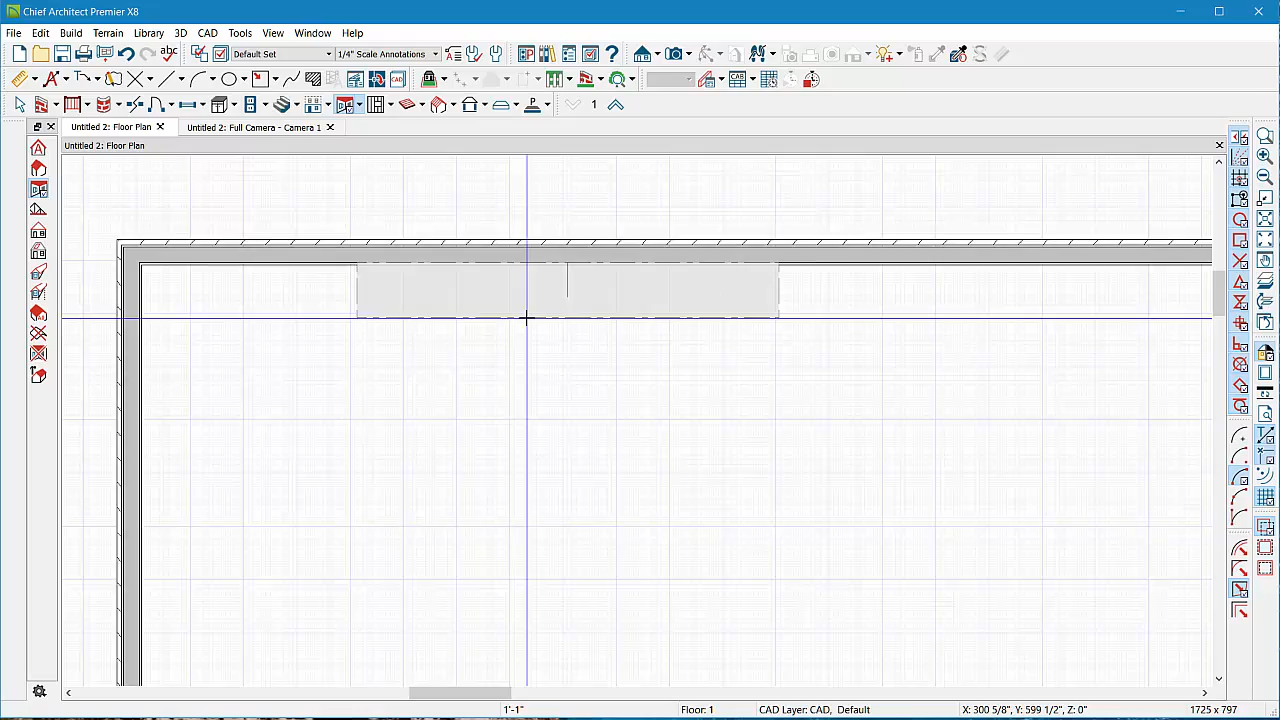 Chief Architect Premier X8
File Edit Build Terrain Library 3D CAD Tools Scripts Window Help
Default Set 1/4" Scale Annotations
1
Untitled 2: Floor Plan Untitled 2: Full Camera - Camera 1
Untitled 2: Floor Plan
1'-1" Floor: 1 CAD Layer: CAD, Default X: 300 5/8", Y: 599 1/2", Z: 0" 1725 x 797